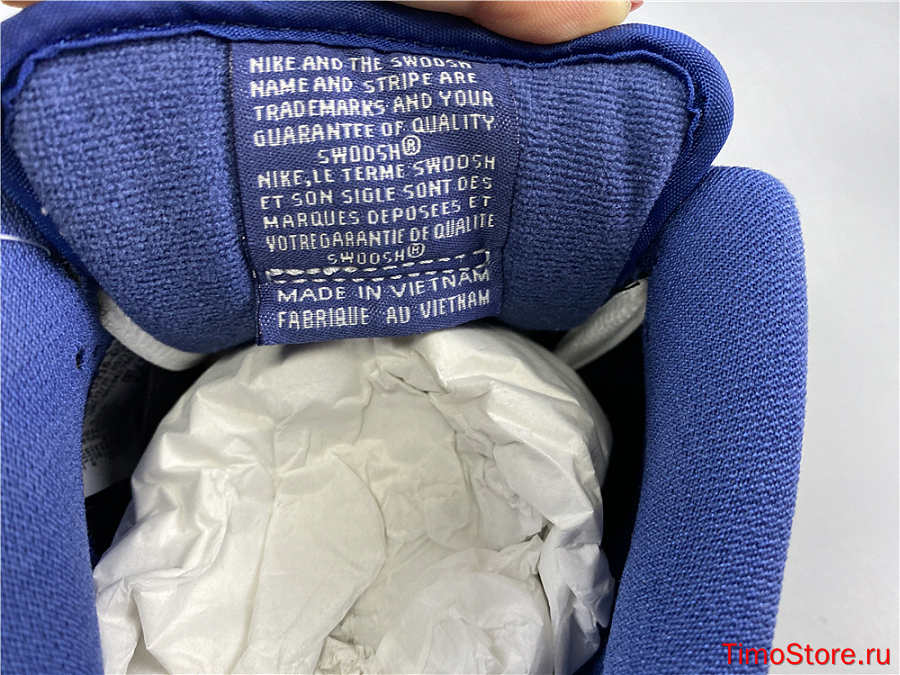 NIKE AND THE SWOOSH
NAME AND STRIPE ARE
TRADEMARKS AND YOUR
GUARANTEE OF QUALITY
SWOOSH®
NIKE, LE TERME SWOOSH
ET SON SIGLE SONT DES
MARQUES DEPOSEES ET
VOTRE GARANTIE DE QUALITE
SWOOSH®
MADE IN VIETNAM
FABRIQUE AU VIETNAM
TimoStore.ru